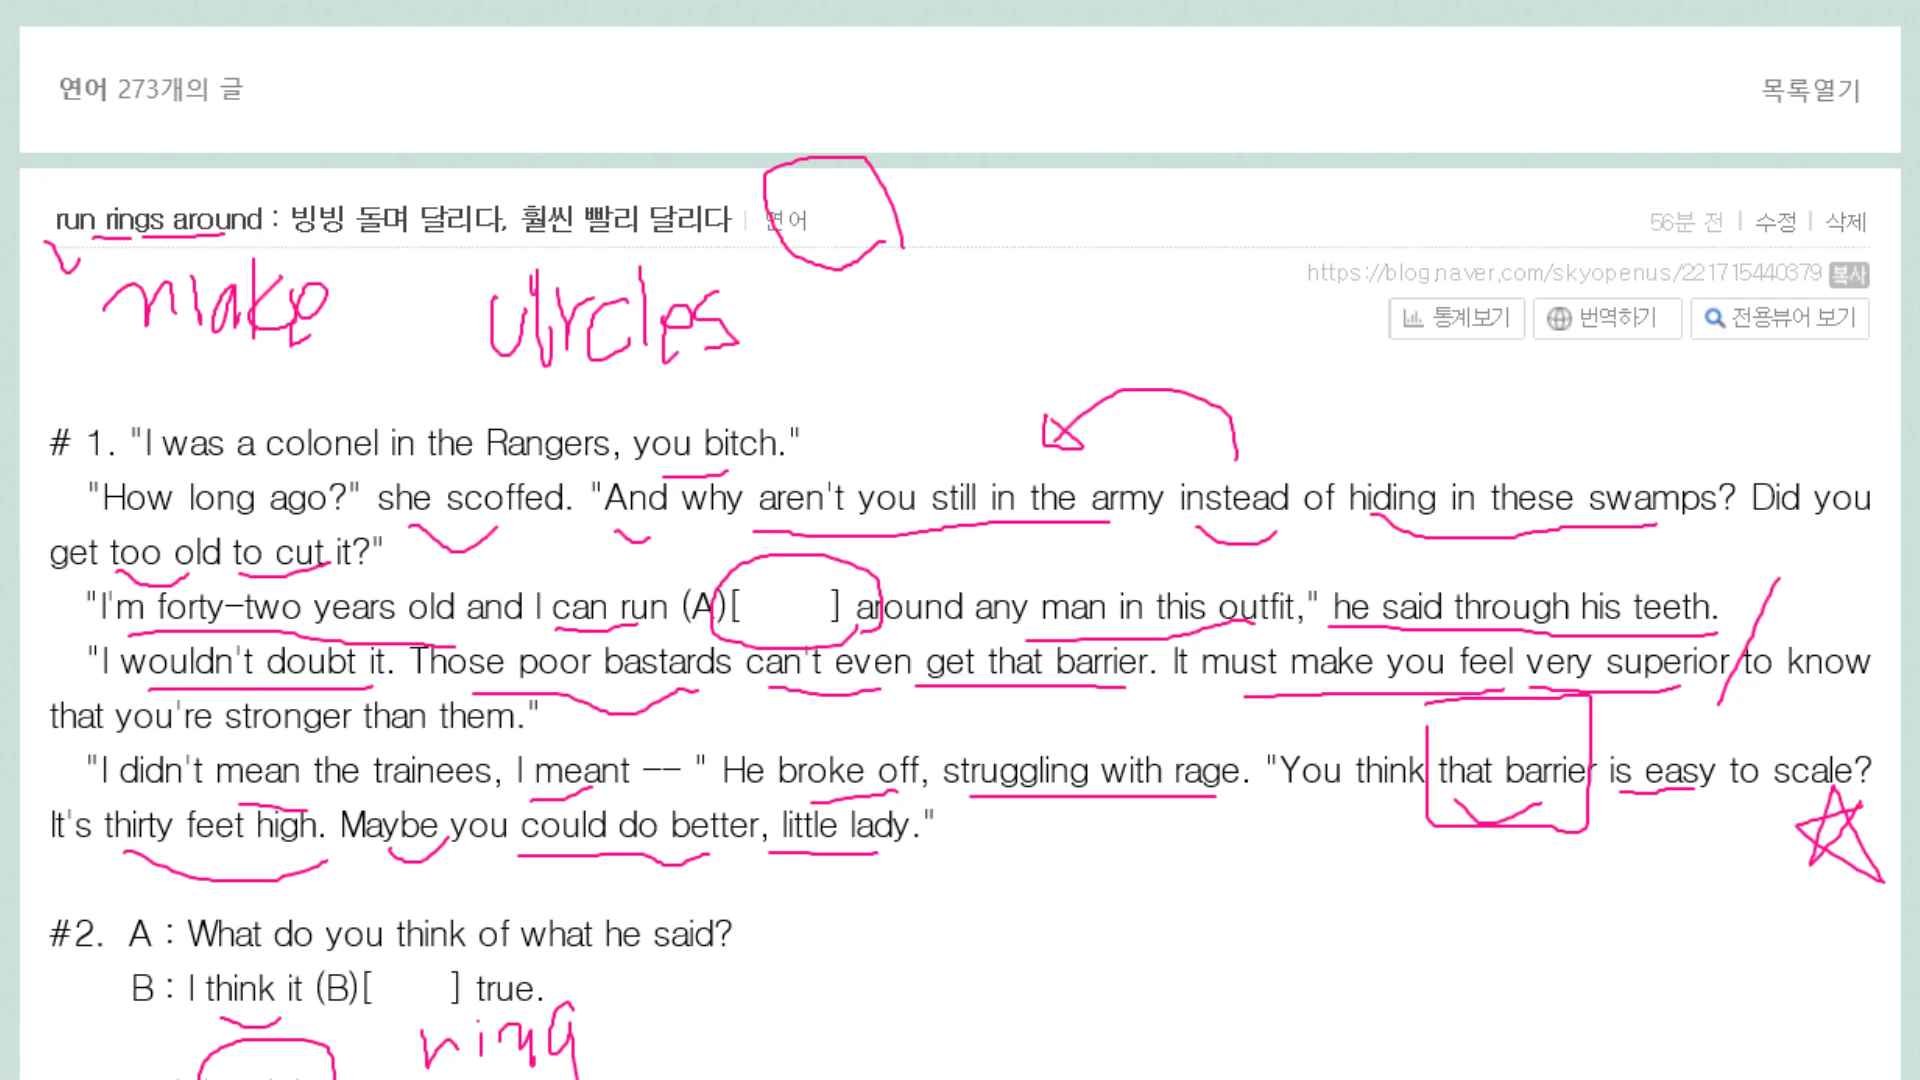 연어 273개의 글
목록열기
run rings around : 빙빙 돌며 달리다, 훨씬 빨리 달리다 | 연어
56분 전 | 수정 | 삭제
https://blog.naver.com/skyopenus/221715440379 복사
make circles
통계보기 번역하기 전용뷰어 보기
# 1. "I was a colonel in the Rangers, you bitch."
"How long ago?" she scoffed. "And why aren't you still in the army instead of hiding in these swamps? Did you
get too old to cut it?"
"I'm forty-two years old and I can run (A)[ ] around any man in this outfit," he said through his teeth.
"I wouldn't doubt it. Those poor bastards can't even get that barrier. It must make you feel very superior to know
that you're stronger than them."
"I didn't mean the trainees, I meant -- " He broke off, struggling with rage. "You think that barrier is easy to scale?
It's thirty feet high. Maybe you could do better, little lady."
#2. A : What do you think of what he said?
B : I think it (B)[ ] true.
ring